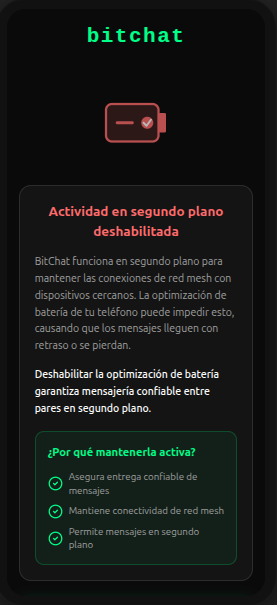 bitchat
Actividad en segundo plano
deshabilitada
BitChat funciona en segundo plano para
mantener las conexiones de red mesh con
dispositivos cercanos. La optimización de
batería de tu teléfono puede impedir esto,
causando que los mensajes lleguen con
retraso o se pierdan.
Deshabilitar la optimización de batería
garantiza mensajería confiable entre
pares en segundo plano.
¿Por qué mantenerla activa?
Asegura entrega confiable de
mensajes
Mantiene conectividad de red mesh
Permite mensajes en segundo
plano